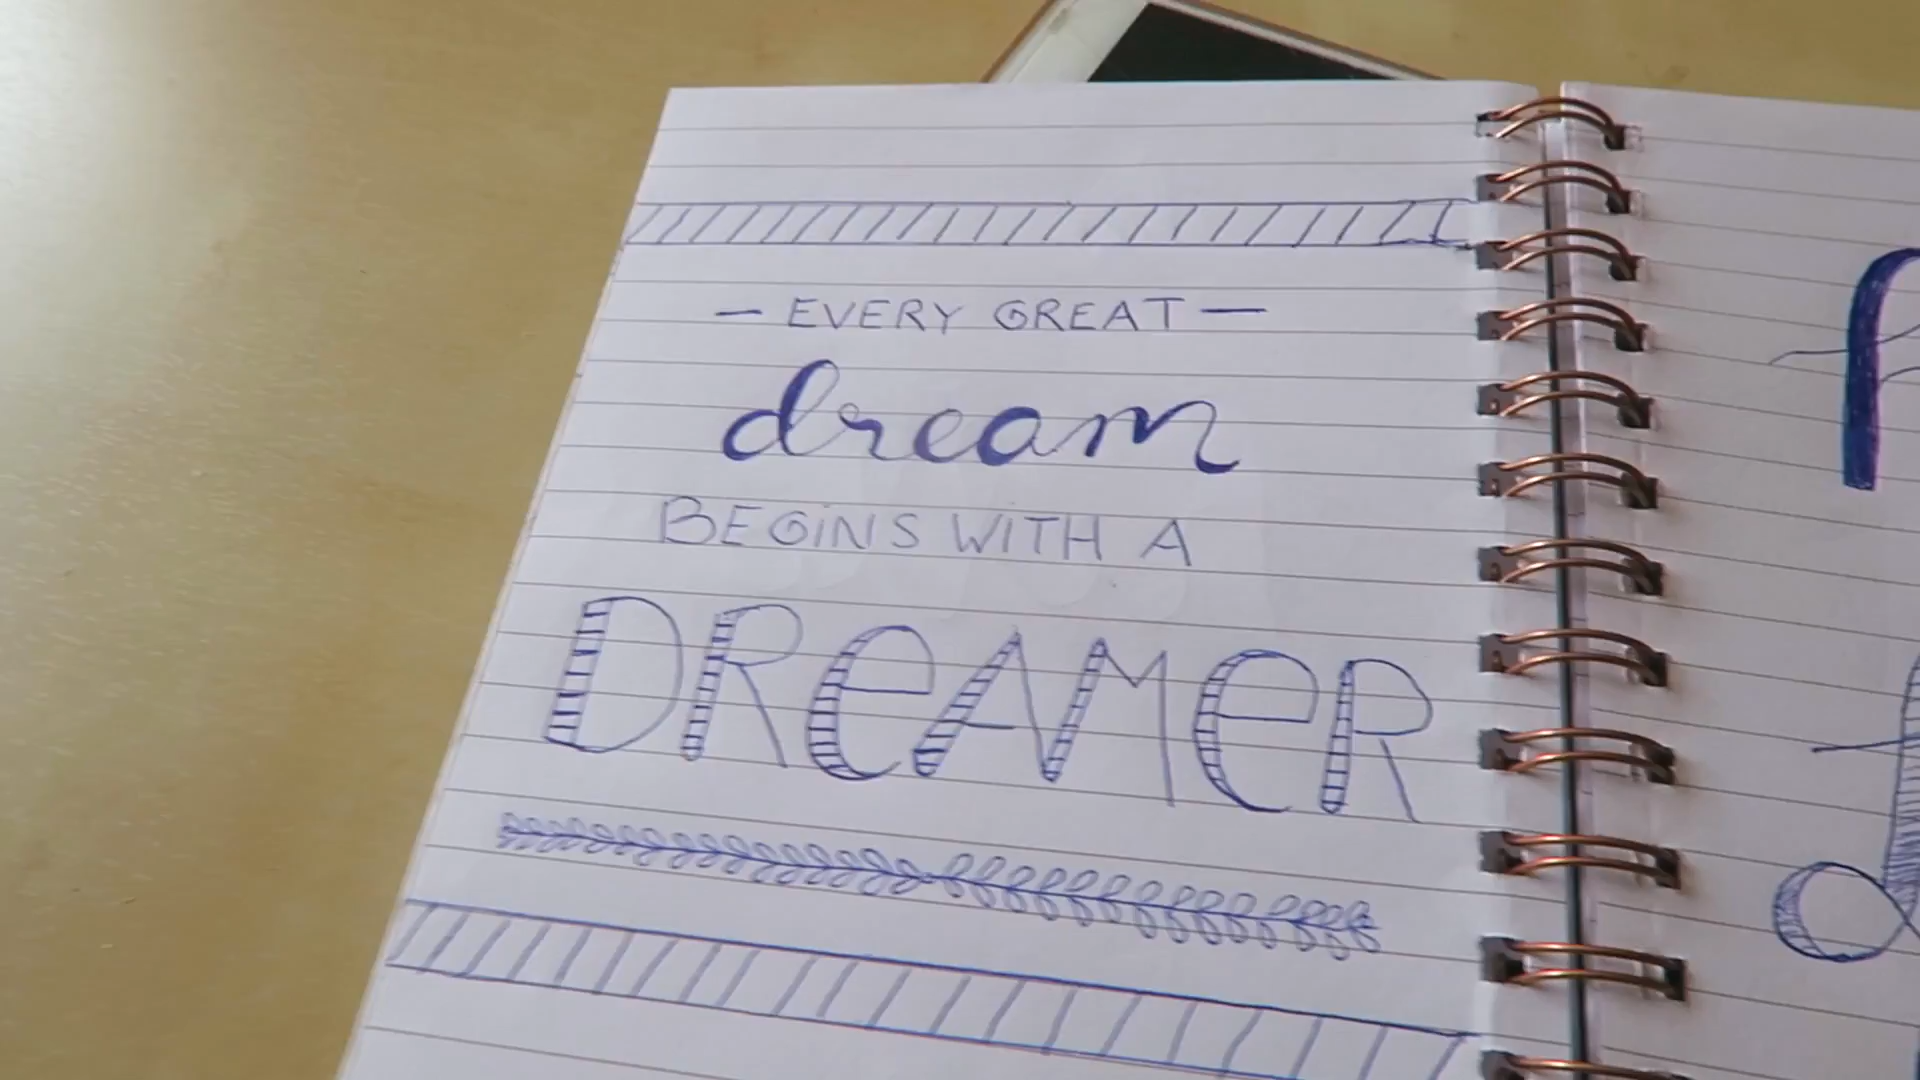 — EVERY GREAT —
dream
BEGINS WITH A
DREAMER